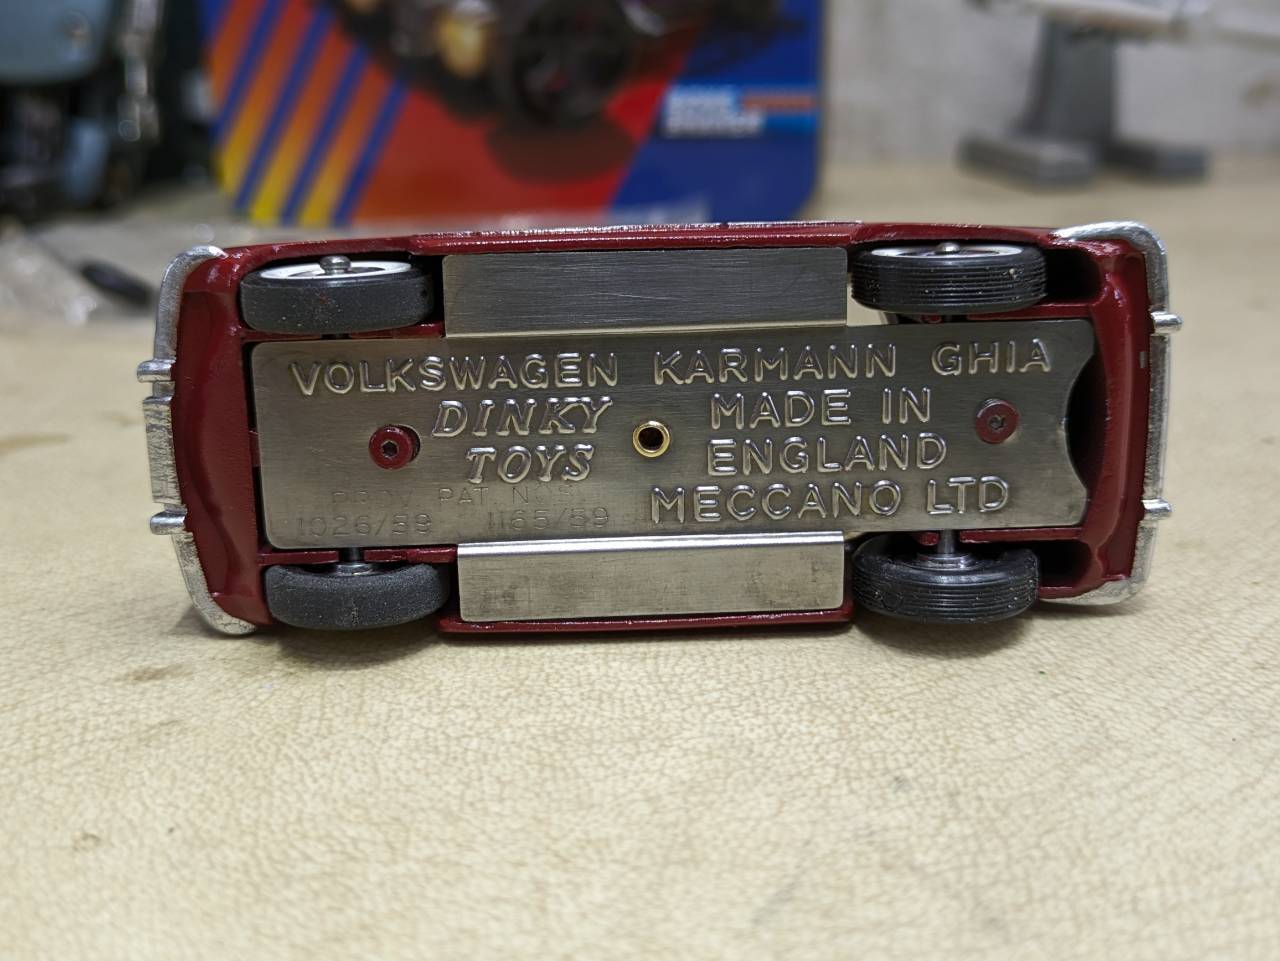 VOLKSWAGEN KARMANN GHIA
DINKY TOYS
MADE IN
ENGLAND
MECCANO LTD
PROV. PAT. NOS.
1026/59 1165/59